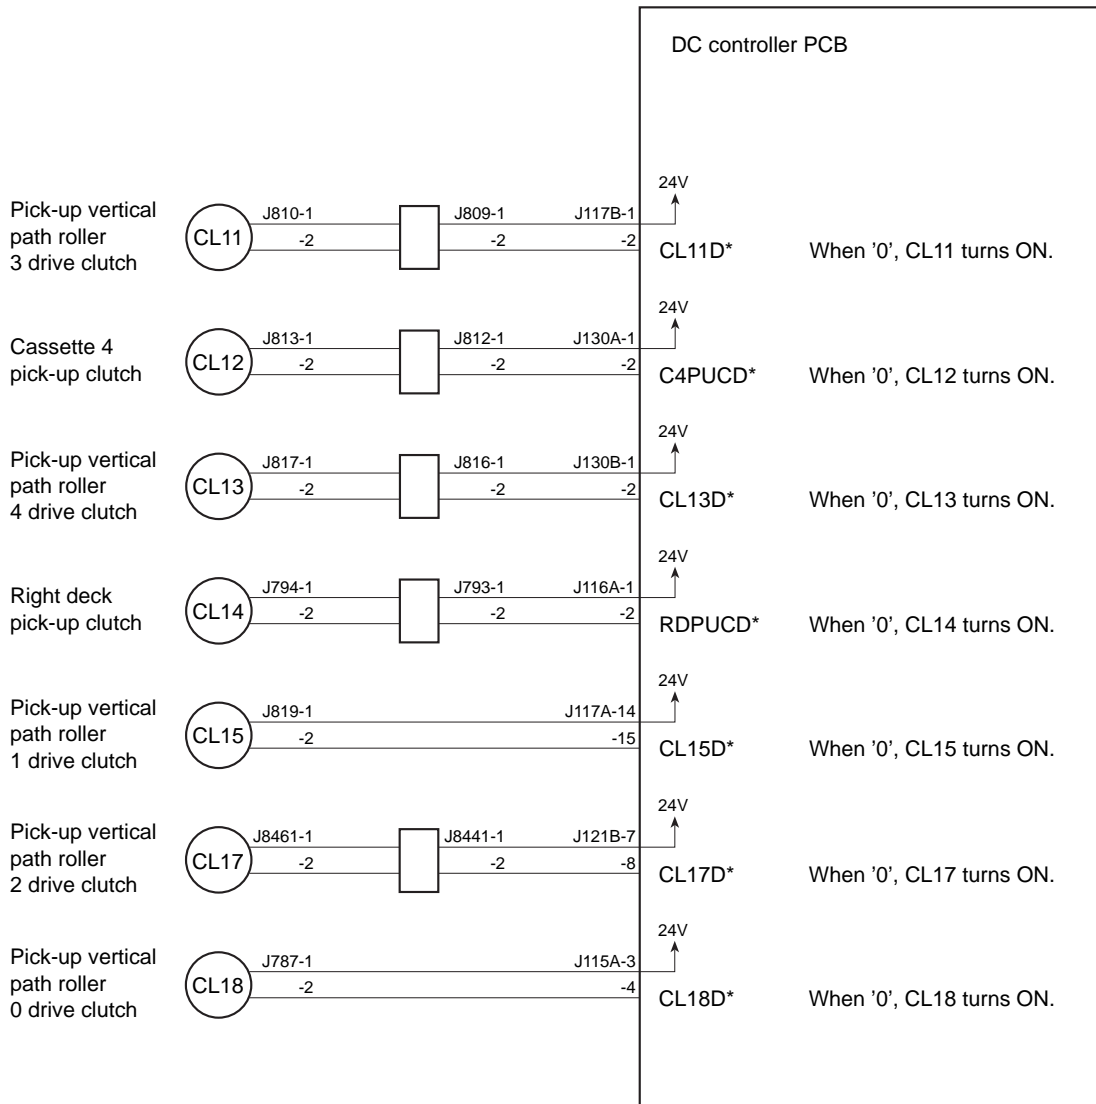 DC controller PCB
24V
Pick-up vertical
path roller
3 drive clutch
CL11
J810-1
-2
J809-1
-2
J117B-1
-2
CL11D*
When '0', CL11 turns ON.
24V
Cassette 4
pick-up clutch
CL12
J813-1
-2
J812-1
-2
J130A-1
-2
C4PUCD*
When '0', CL12 turns ON.
24V
Pick-up vertical
path roller
4 drive clutch
CL13
J817-1
-2
J816-1
-2
J130B-1
-2
CL13D*
When '0', CL13 turns ON.
24V
Right deck
pick-up clutch
CL14
J794-1
-2
J793-1
-2
J116A-1
-2
RDPUCD*
When '0', CL14 turns ON.
24V
Pick-up vertical
path roller
1 drive clutch
CL15
J819-1
-2
J117A-14
-15
CL15D*
When '0', CL15 turns ON.
24V
Pick-up vertical
path roller
2 drive clutch
CL17
J8461-1
-2
J8441-1
-2
J121B-7
-8
CL17D*
When '0', CL17 turns ON.
24V
Pick-up vertical
path roller
0 drive clutch
CL18
J787-1
-2
J115A-3
-4
CL18D*
When '0', CL18 turns ON.